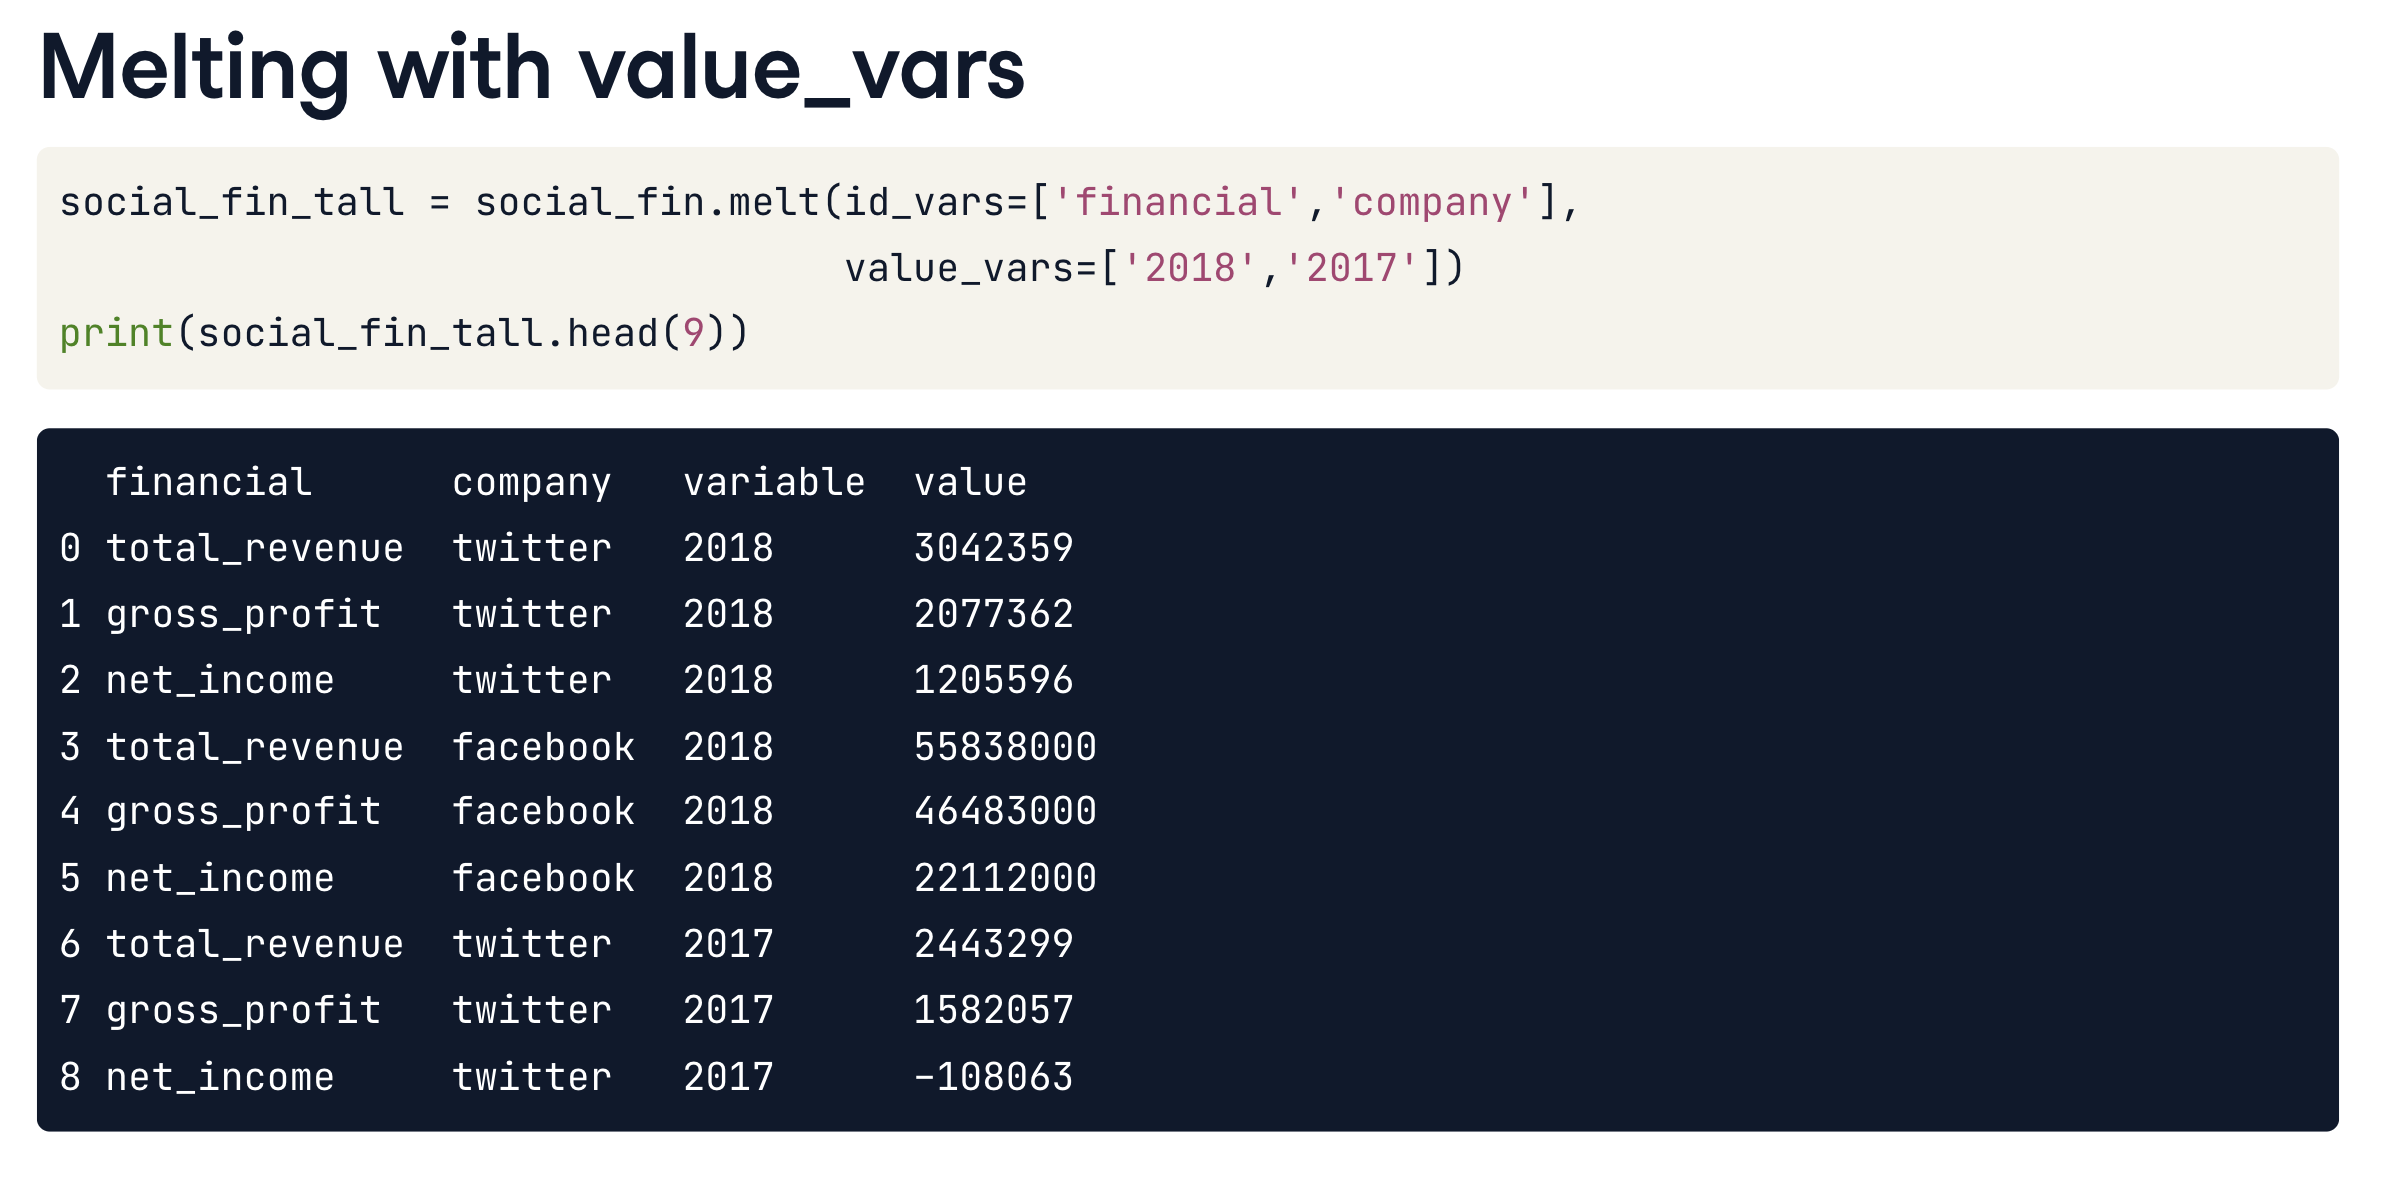 Melting with value_vars
social_fin_tall = social_fin.melt(id_vars=['financial','company'],
                                  value_vars=['2018','2017'])
print(social_fin_tall.head(9))
  financial      company   variable  value
0 total_revenue  twitter   2018      3042359
1 gross_profit   twitter   2018      2077362
2 net_income     twitter   2018      1205596
3 total_revenue  facebook  2018      55838000
4 gross_profit   facebook  2018      46483000
5 net_income     facebook  2018      22112000
6 total_revenue  twitter   2017      2443299
7 gross_profit   twitter   2017      1582057
8 net_income     twitter   2017      -108063